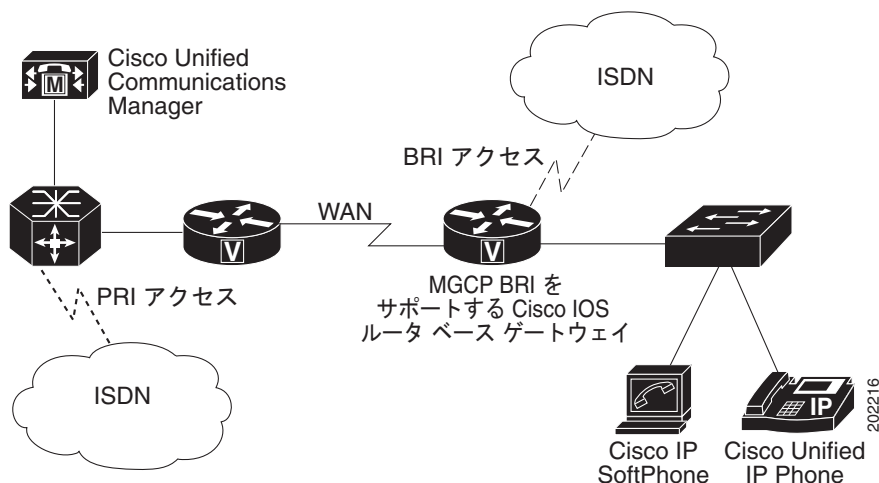 Cisco Unified
Communications
Manager
M
ISDN
BRI アクセス
WAN
V
V
MGCP BRI を
サポートする Cisco IOS
ルータ ベース ゲートウェイ
PRI アクセス
ISDN
IP
Cisco IP
SoftPhone
Cisco Unified
IP Phone
202216